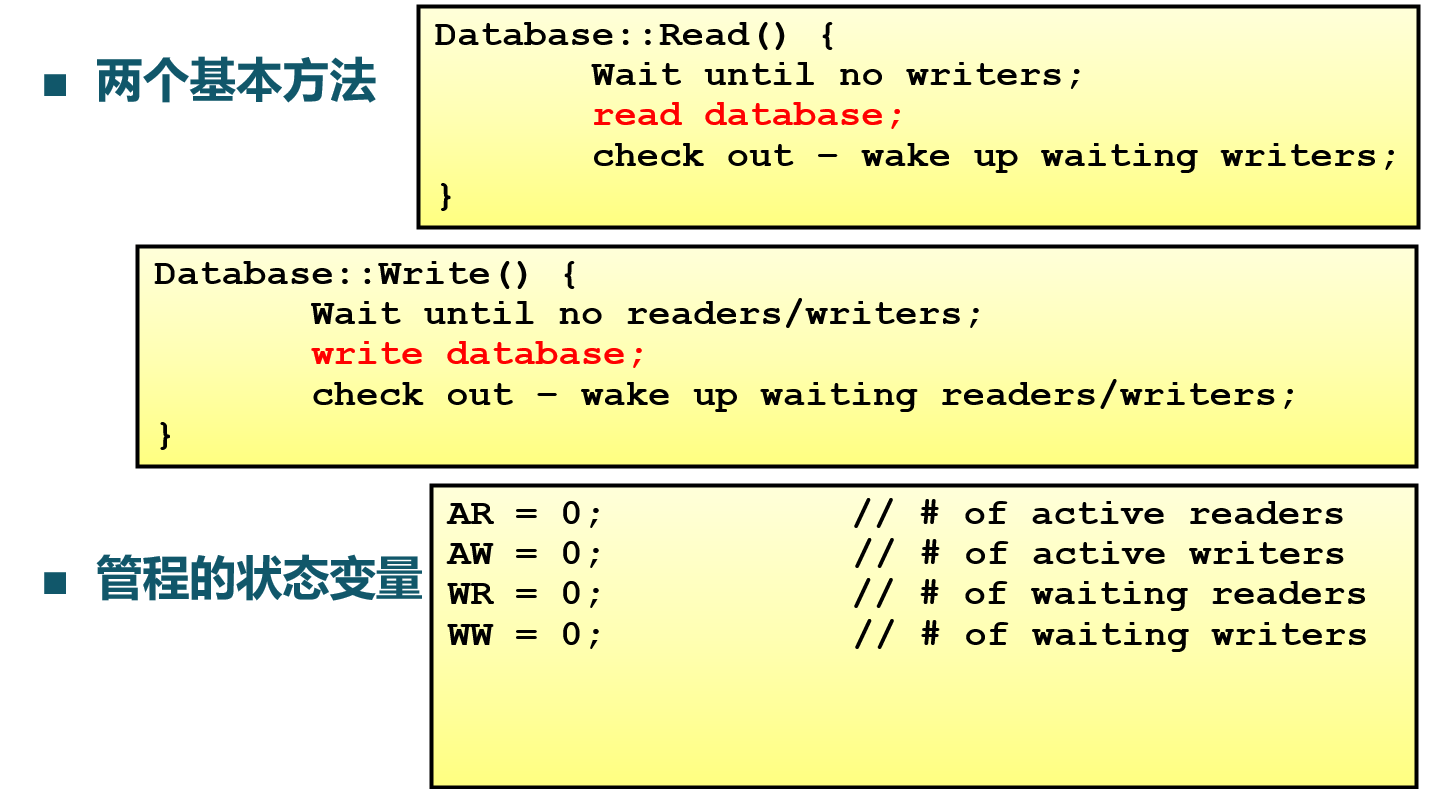 两个基本方法
Database::Read() {
Wait until no writers;
read database;
check out – wake up waiting writers;
}
Database::Write() {
Wait until no readers/writers;
write database;
check out – wake up waiting readers/writers;
}
管程的状态变量
AR = 0; // # of active readers
AW = 0; // # of active writers
WR = 0; // # of waiting readers
WW = 0; // # of waiting writers